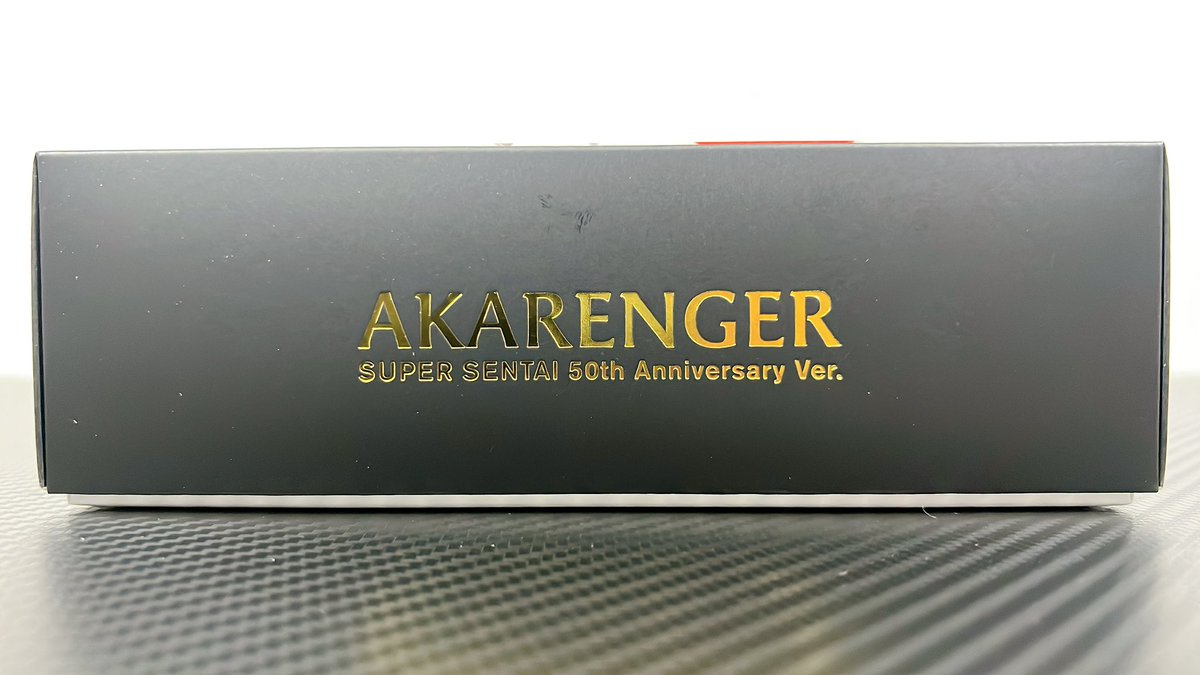 AKARENGER
SUPER SENTAI 50th Anniversary Ver.